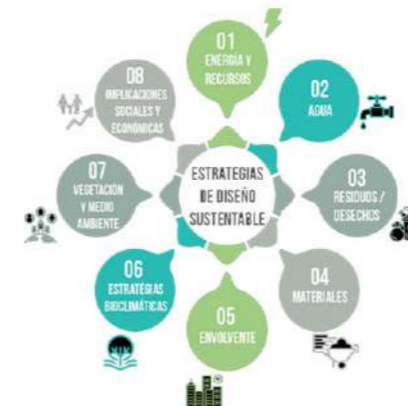 01
ENERGÍA Y
RECURSOS
02
AGUA
03
RESIDUOS /
DESECHOS
04
MATERIALES
05
ENVOLVENTE
06
ESTRATÉGIAS
BIOCLIMÁTICAS
07
VEGETACIÓN
Y MEDIO
AMBIENTE
08
IMPLICACIONES
SOCIALES Y
ECONÓMICAS
ESTRATEGIAS
DE DISEÑO
SUSTENTABLE